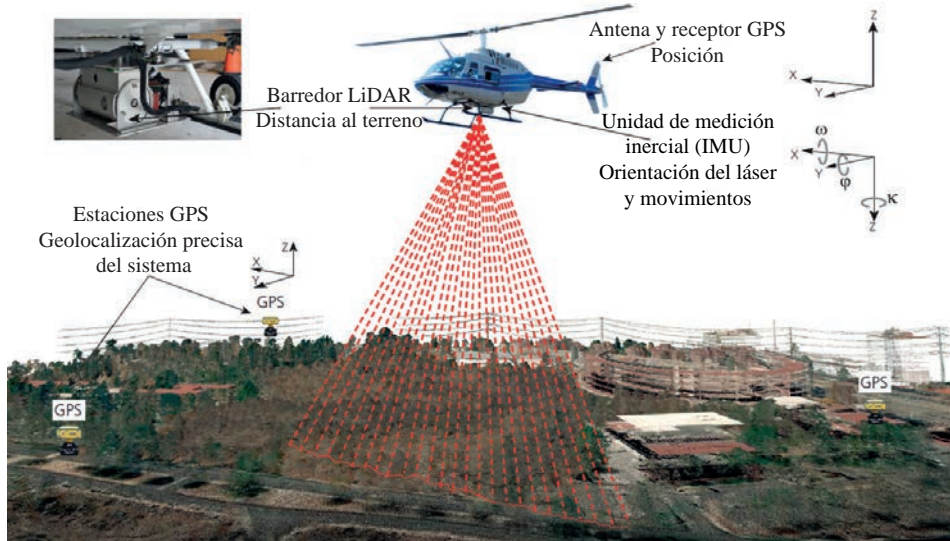 Antena y receptor GPS
Posición
Z
X
Y
Barredor LiDAR
Distancia al terreno
Unidad de medición
inercial (IMU)
Orientación del láser
y movimientos
ω
X
Y
φ
κ
Z
Estaciones GPS
Geolocalización precisa
del sistema
Z
X
Y
GPS
GPS
GPS